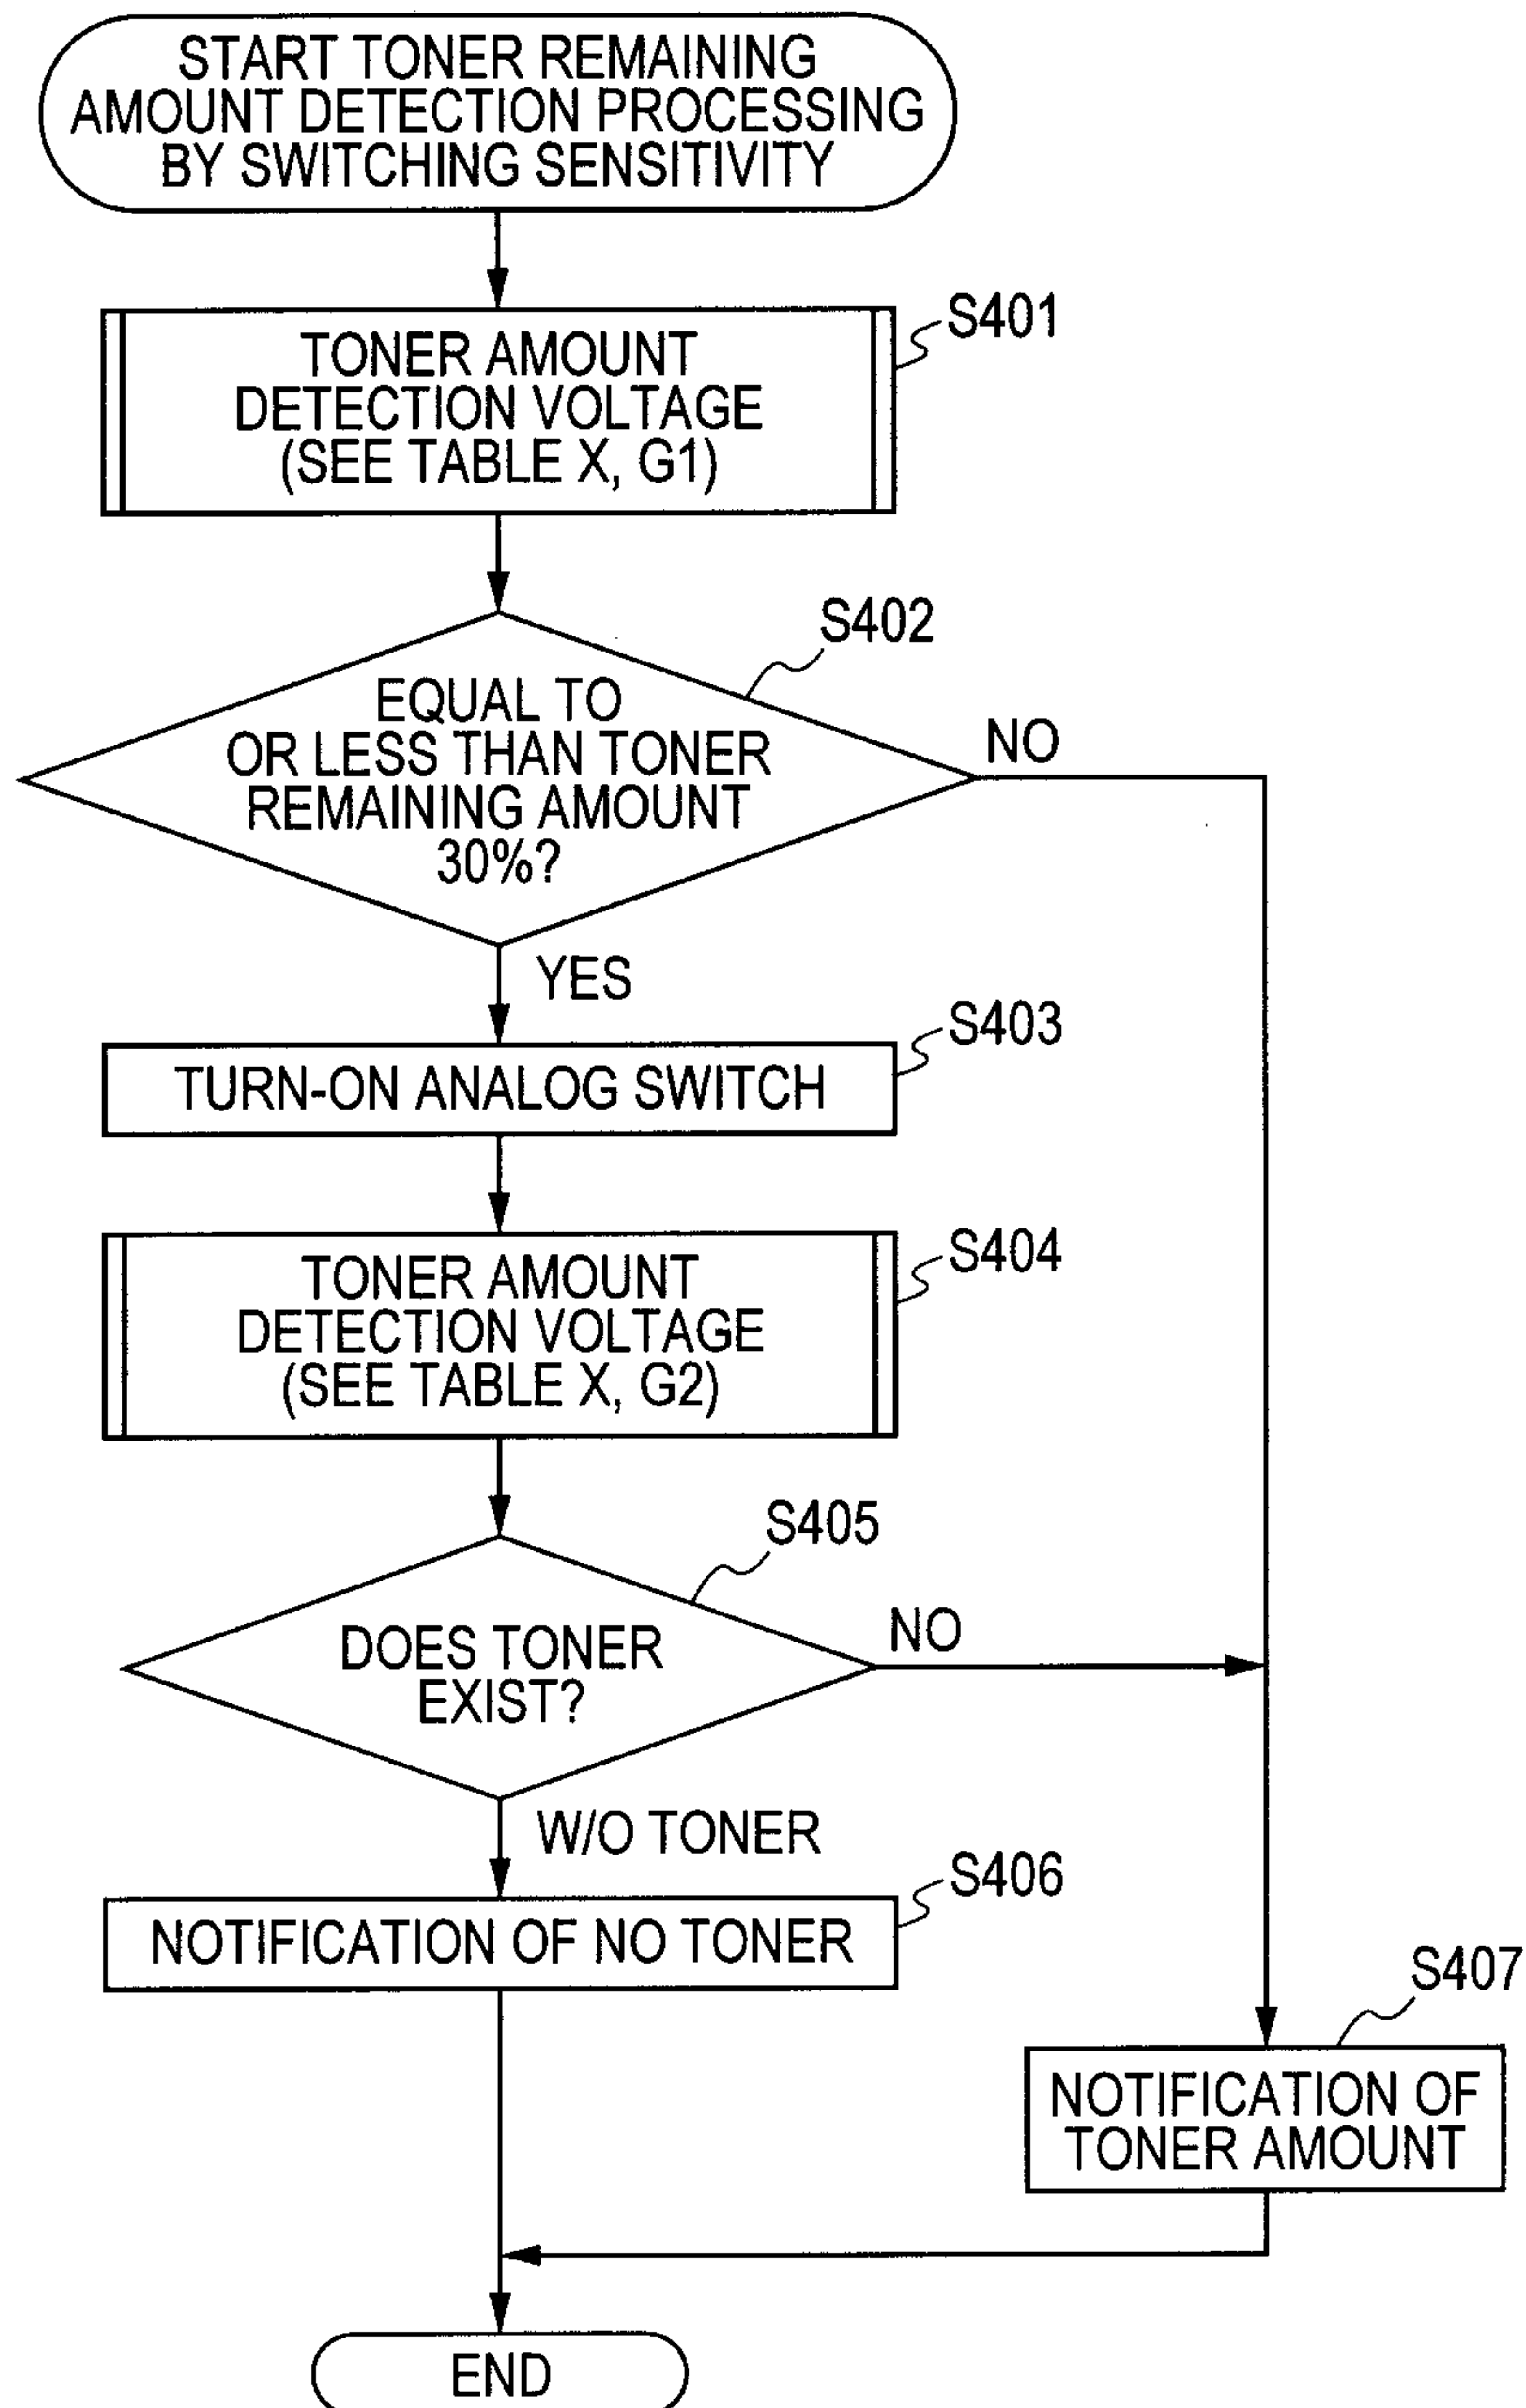 START TONER REMAINING
AMOUNT DETECTION PROCESSING
BY SWITCHING SENSITIVITY
S401
TONER AMOUNT
DETECTION VOLTAGE
(SEE TABLE X, G1)
S402
EQUAL TO
OR LESS THAN TONER
REMAINING AMOUNT
30%?
NO
YES
S403
TURN-ON ANALOG SWITCH
S404
TONER AMOUNT
DETECTION VOLTAGE
(SEE TABLE X, G2)
S405
DOES TONER
EXIST?
NO
W/O TONER
S406
NOTIFICATION OF NO TONER
S407
NOTIFICATION OF
TONER AMOUNT
END